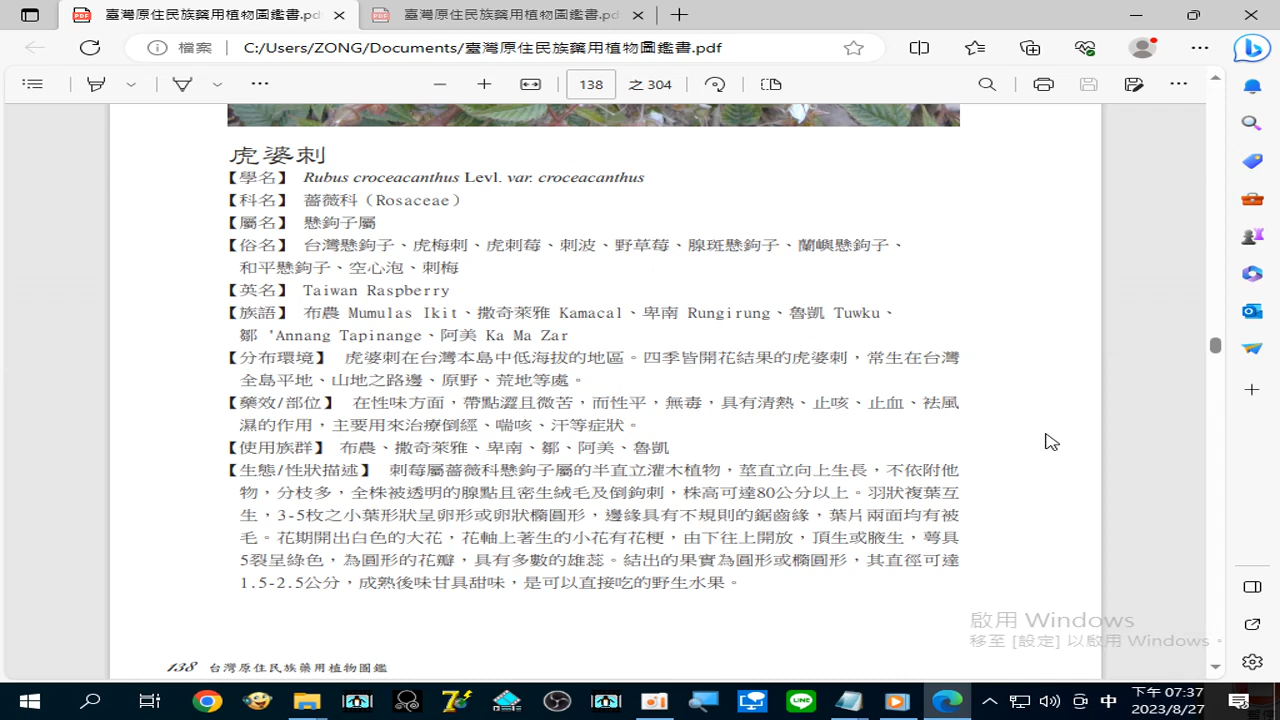 臺灣原住民族藥用植物圖鑑書.pdf
臺灣原住民族藥用植物圖鑑書.pdf
檔案
C:/Users/ZONG/Documents/臺灣原住民族藥用植物圖鑑書.pdf
138 之 304
虎婆刺
【學名】 Rubus croceacanthus Levl. var. croceacanthus
【科名】 薔薇科（Rosaceae）
【屬名】 懸鉤子屬
【俗名】 台灣懸鉤子、虎梅刺、虎刺莓、刺波、野草莓、腺斑懸鉤子、蘭嶼懸鉤子、
和平懸鉤子、空心泡、刺梅
【英名】 Taiwan Raspberry
【族語】 布農 Mumulas Ikit、撒奇萊雅 Kamacal、卑南 Rungirung、魯凱 Tuwku、
鄒 'Annang Tapinange、阿美 Ka Ma Zar
【分布環境】 虎婆刺在台灣本島中低海拔的地區。四季皆開花結果的虎婆刺，常生在台灣
全島平地、山地之路邊、原野、荒地等處。
【藥效/部位】 在性味方面，帶點澀且微苦，而性平，無毒，具有清熱、止咳、止血、袪風
濕的作用，主要用來治療倒經、喘咳、汗等症狀。
【使用族群】 布農、撒奇萊雅、卑南、鄒、阿美、魯凱
【生態/性狀描述】 刺莓屬薔薇科懸鉤子屬的半直立灌木植物，莖直立向上生長，不依附他
物，分枝多，全株被透明的腺點且密生絨毛及倒鉤刺，株高可達80公分以上。羽狀複葉互
生，3-5枚之小葉形狀呈卵形或卵狀橢圓形，邊緣具有不規則的鋸齒緣，葉片兩面均有被
毛。花期開出白色的大花，花軸上著生的小花有花梗，由下往上開放，頂生或腋生，萼具
5裂呈綠色，為圓形的花瓣，具有多數的雄蕊。結出的果實為圓形或橢圓形，其直徑可達
1.5-2.5公分，成熟後味甘具甜味，是可以直接吃的野生水果。
啟用 Windows
移至 [設定] 以啟用 Windows。
138 台灣原住民族藥用植物圖鑑
中
下午 07:37
2023/8/27